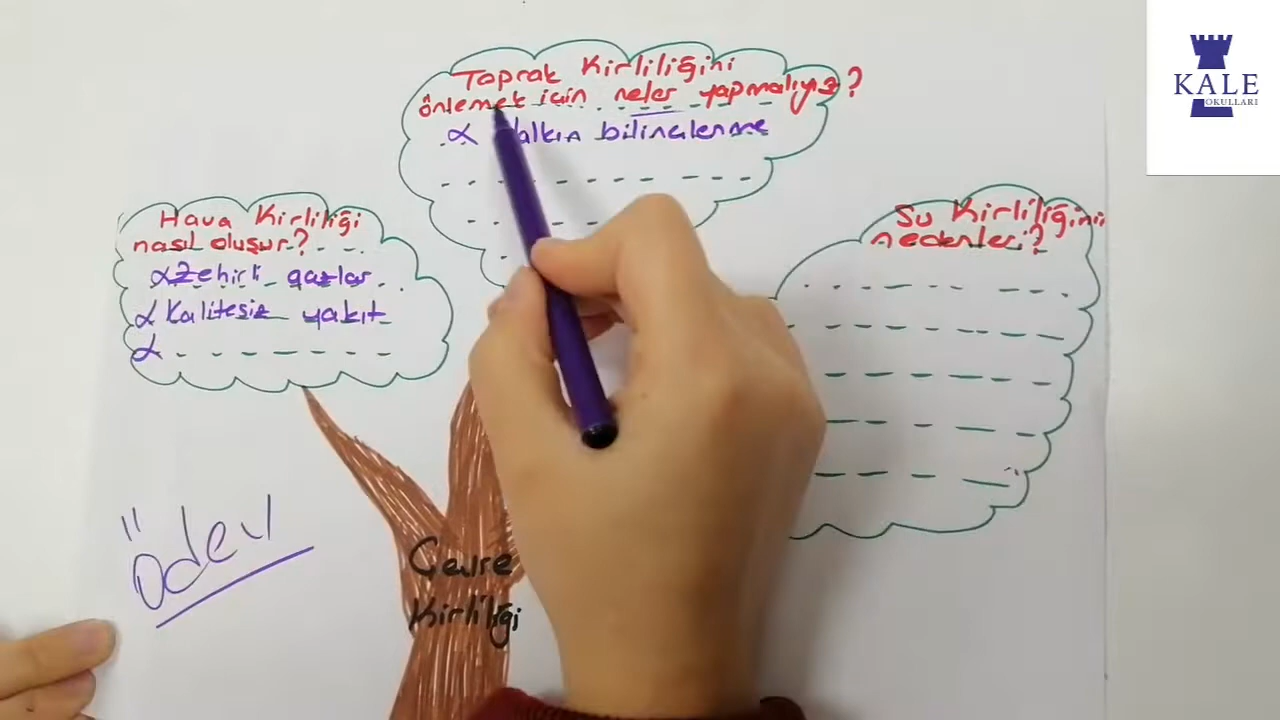 KALE
OKULLARI
Toprak Kirliliğini
önlemek için neler yapmalıyız?
α Halkın bilinçlenme
Hava Kirliliği
nasıl oluşur?
α Zehirli gazlar
α Kalitesiz yakıt
α
Su Kirliliğinin
nedenleri?
"Ödev
Çevre
Kirliliği